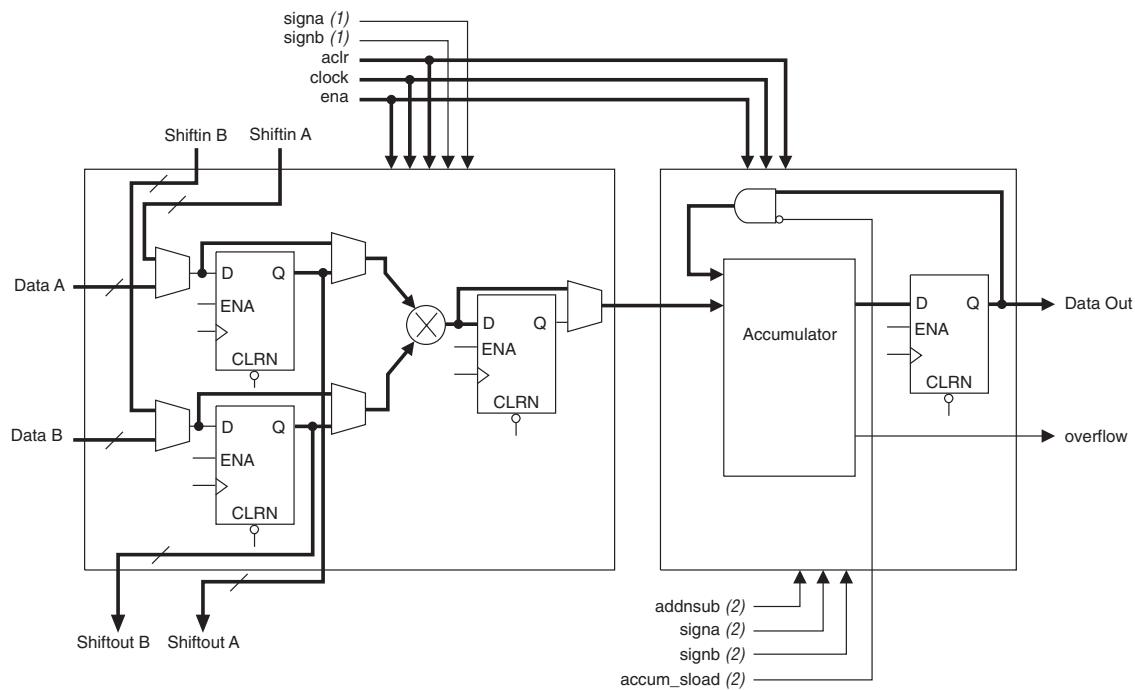 signa (1)
signb (1)
aclr
clock
ena
Shiftin B
Shiftin A
Data A
D Q
ENA
CLRN
D Q
ENA
CLRN
Accumulator
D Q
ENA
CLRN
Data Out
Data B
D Q
ENA
CLRN
overflow
Shiftout B
Shiftout A
addnsub (2)
signa (2)
signb (2)
accum_sload (2)